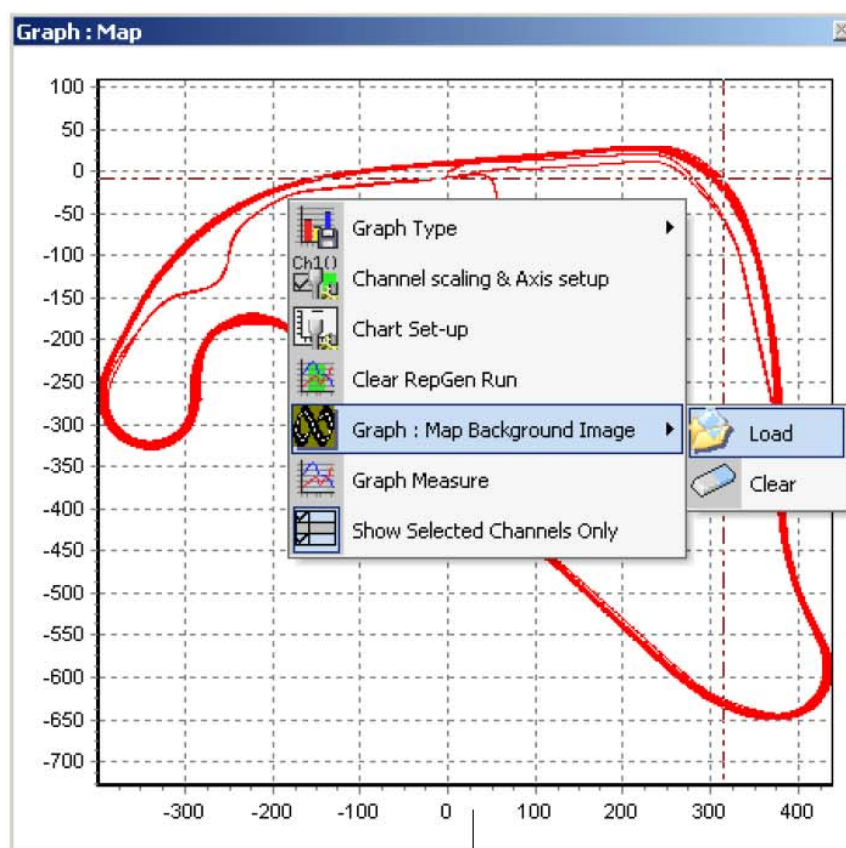 Graph : Map
100
50
0
-50
-100
-150
-200
-250
-300
-350
-400
-450
-500
-550
-600
-650
-700
Graph Type
Ch1()
Channel scaling & Axis setup
Chart Set-up
Clear RepGen Run
Graph : Map Background Image
Load
Graph Measure
Clear
Show Selected Channels Only
-300 -200 -100 0 100 200 300 400